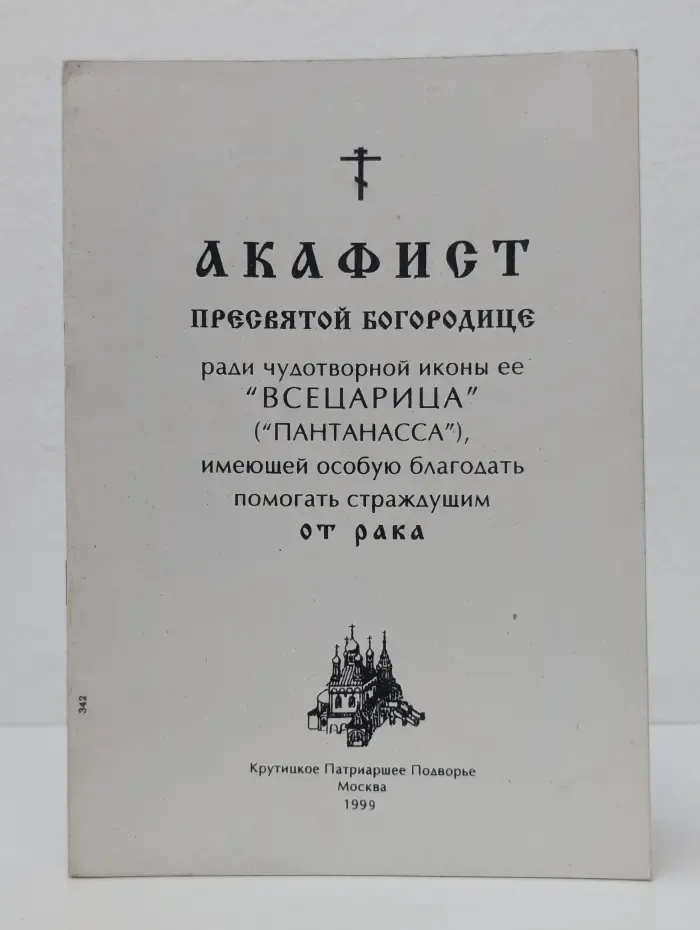 АКАФИСТ
ПРЕСВЯТОЙ БОГОРОДИЦЕ
ради чудотворной иконы ее
"ВСЕЦАРИЦА"
("ПАНТАНАССА"),
имеющей особую благодать
помогать страждущим
от рака
342
Крутицкое Патриаршее Подворье
Москва
1999